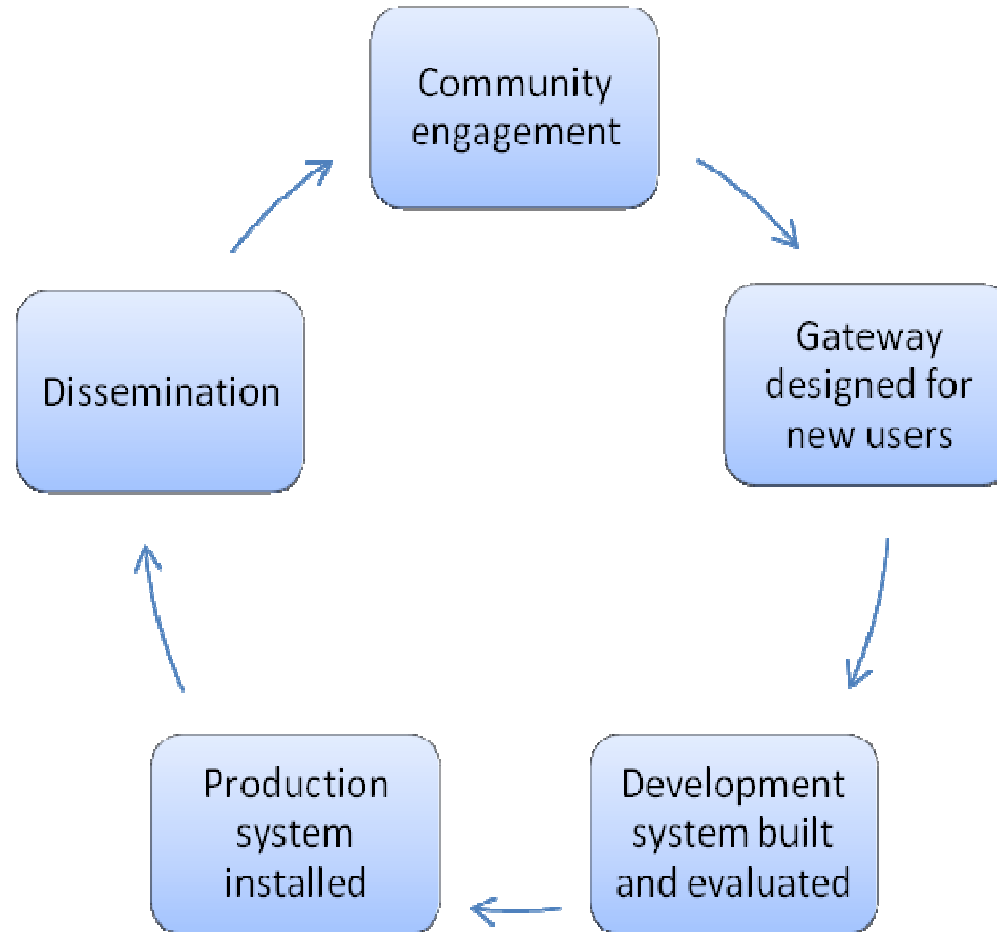 Community
engagement
Gateway
designed for
new users
Development
system built
and evaluated
Production
system
installed
Dissemination